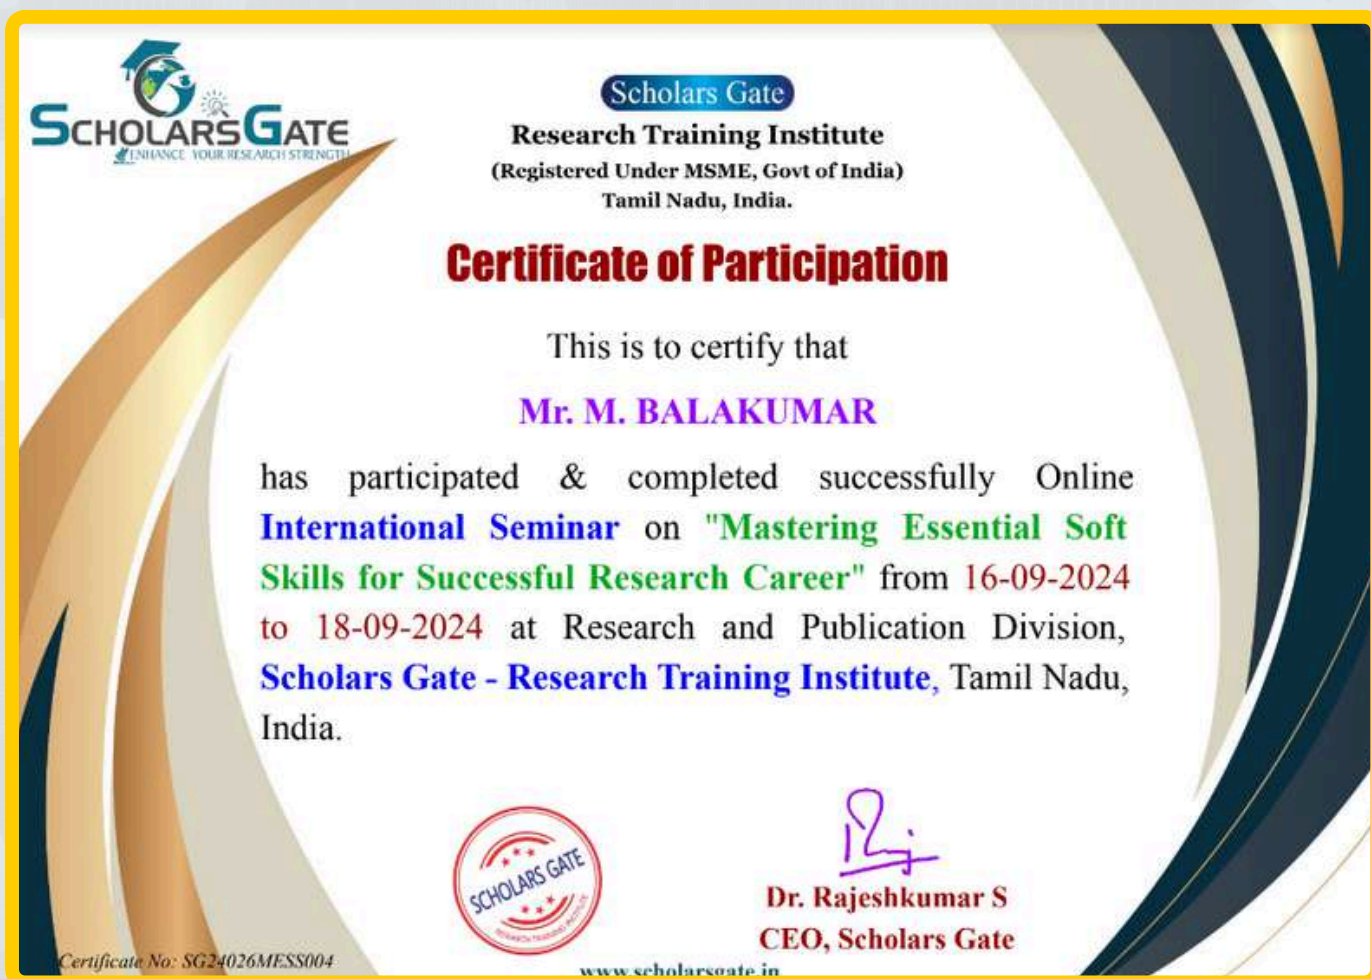 SCHOLARSGATE
ENHANCE YOUR RESEARCH STRENGTH
Scholars Gate
Research Training Institute
(Registered Under MSME, Govt of India)
Tamil Nadu, India.
Certificate of Participation
This is to certify that
Mr. M. BALAKUMAR
has participated & completed successfully Online
International Seminar on "Mastering Essential Soft
Skills for Successful Research Career" from 16-09-2024
to 18-09-2024 at Research and Publication Division,
Scholars Gate - Research Training Institute, Tamil Nadu,
India.
SCHOLARS GATE
RESEARCH TRAINING INSTITUTE
Dr. Rajeshkumar S
CEO, Scholars Gate
Certificate No: SG24026MESS004
www.scholarsgate.in